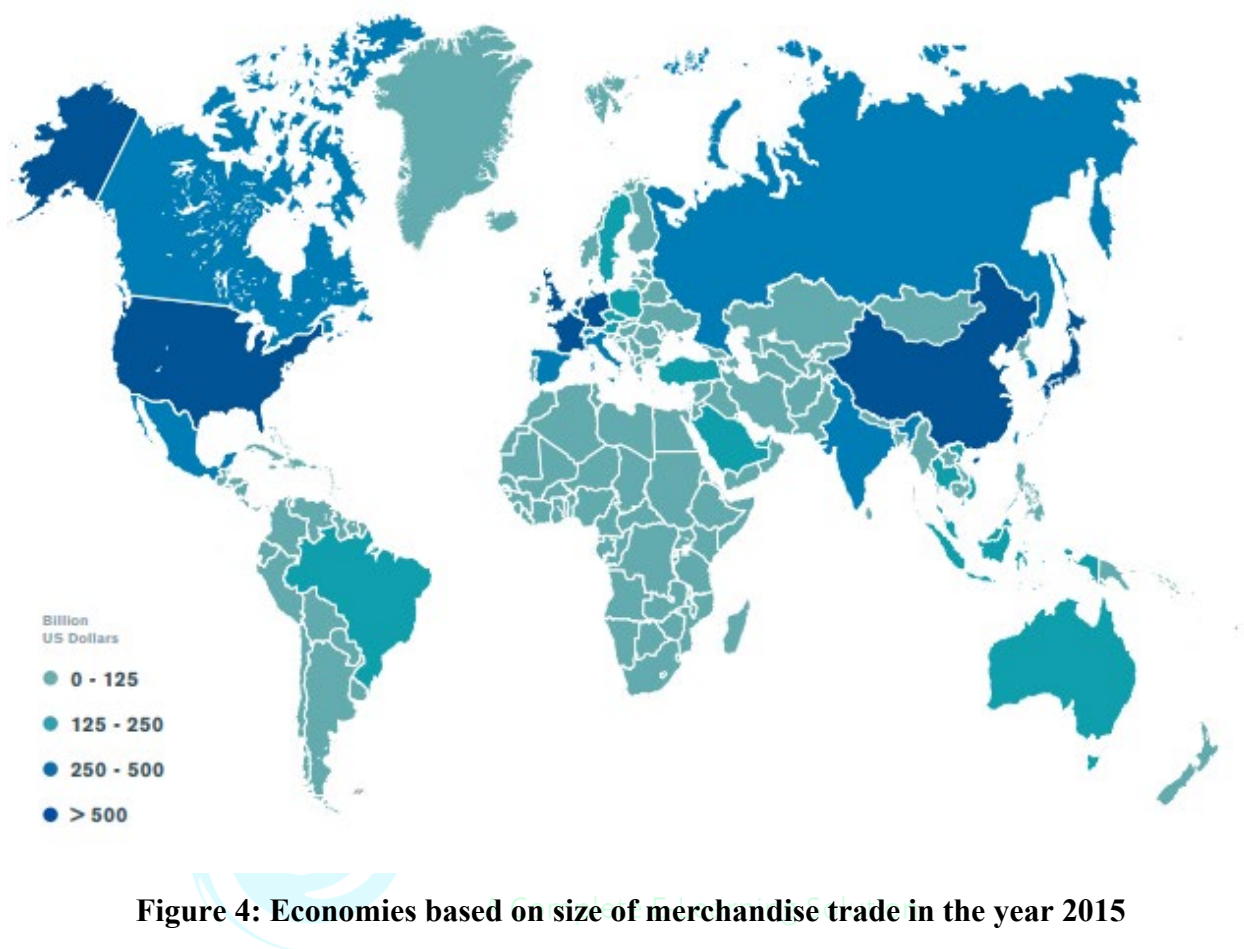 Billion
US Dollars
0 - 125
125 - 250
250 - 500
> 500
Figure 4: Economies based on size of merchandise trade in the year 2015